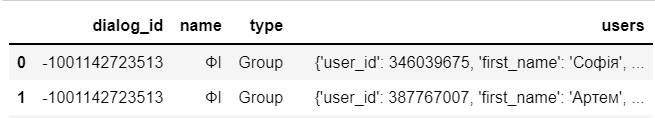 dialog_id name type users
0 -1001142723513 ФІ Group {'user_id': 346039675, 'first_name': 'Софія', ...
1 -1001142723513 ФІ Group {'user_id': 387767007, 'first_name': 'Артем', ...